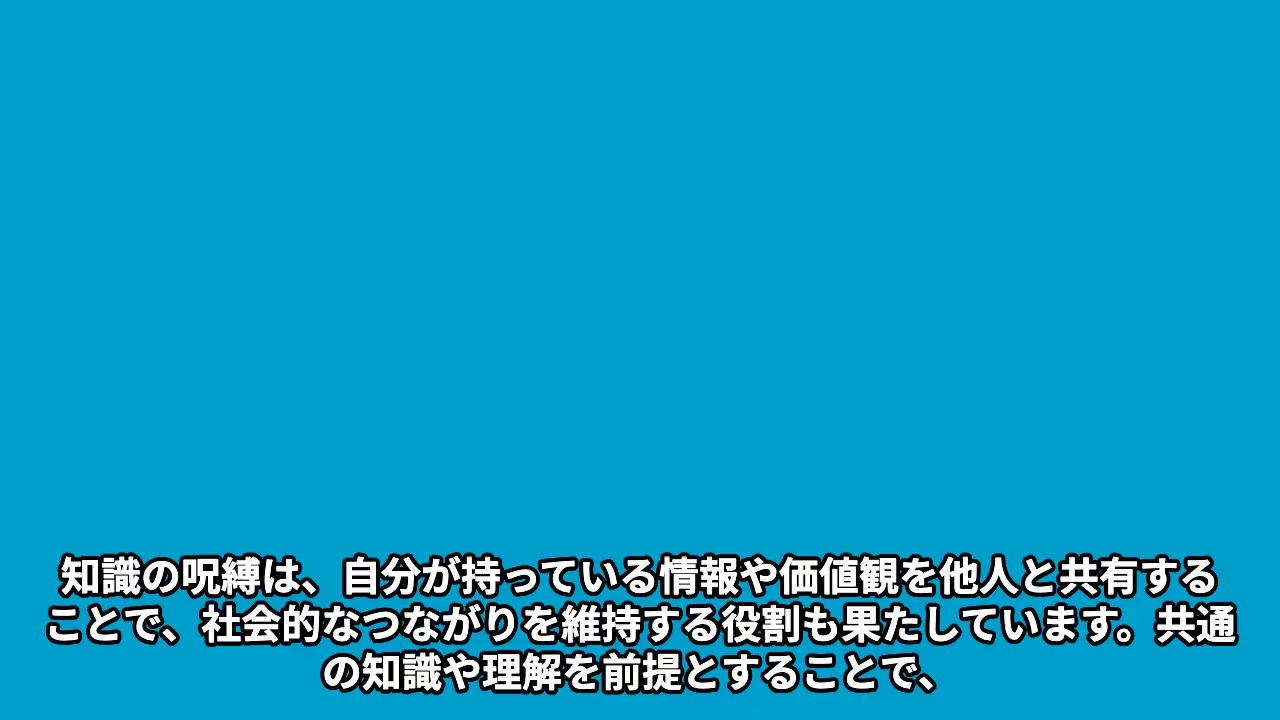 知識の呪縛は、自分が持っている情報や価値観を他人と共有する
ことで、社会的なつながりを維持する役割も果たしています。共通
の知識や理解を前提とすることで、